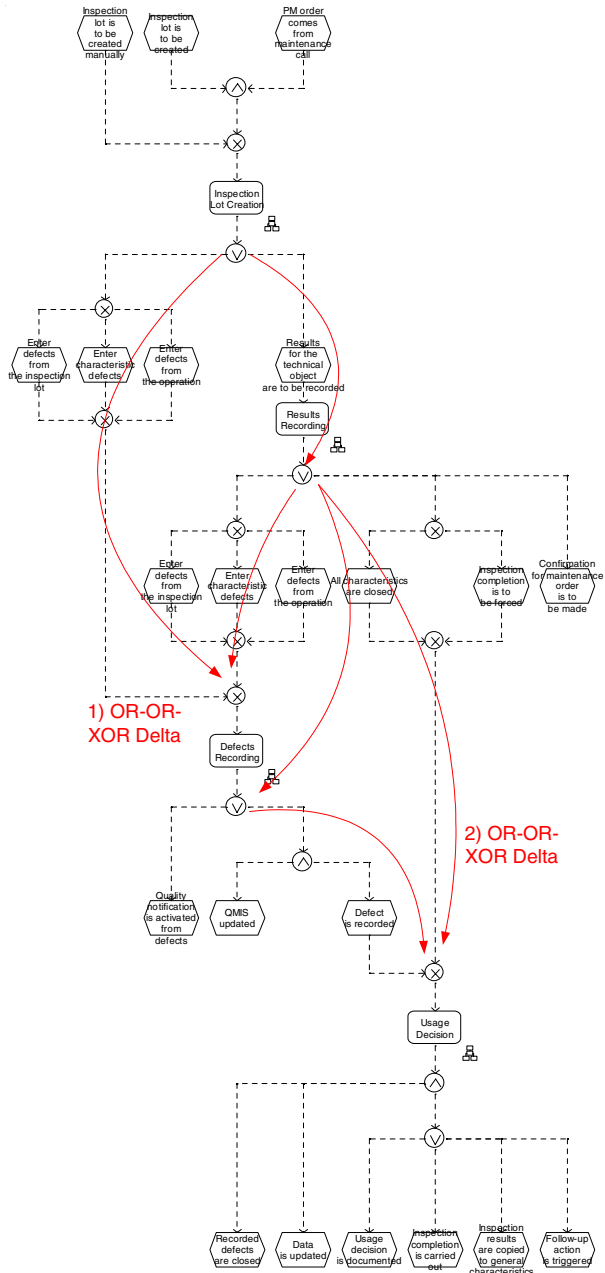 Inspection
lot is
to be
created
manually
Inspection
lot is
to be
created
PM order
comes
from
maintenance
call
Inspection
Lot Creation
Enter
defects
from
the inspection
lot
Enter
characteristic
defects
Enter
defects
from
the operation
Results
for the
technical
object
are to be recorded
Results
Recording
Enter
defects
from
the inspection
lot
Enter
characteristic
defects
Enter
defects
from
the operation
All characteristics
are closed
Inspection
completion
is to
be forced
Confirmation
for maintenance
order
is to
be made
1) OR-OR-
XOR Delta
Defects
Recording
2) OR-OR-
XOR Delta
Quality
notification
is activated
from
defects
QMIS
updated
Defect
is recorded
Usage
Decision
Recorded
defects
are closed
Data
is updated
Usage
decision
is documented
Inspection
completion
is carried
out
Inspection
results
are copied
to general
characteristics
Follow-up
action
is triggered